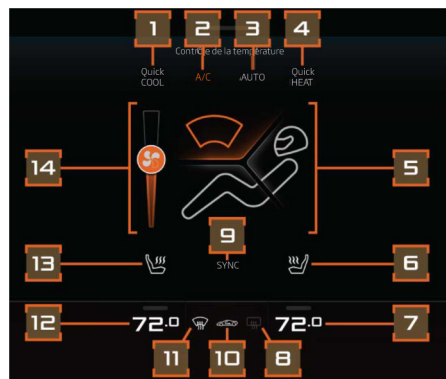 1 2 3 4
Contrôle de la température
Quick
COOL
A/C
AUTO
Quick
HEAT
14
5
9
13
SYNC
6
12
72.0
72.0
7
11
10
8